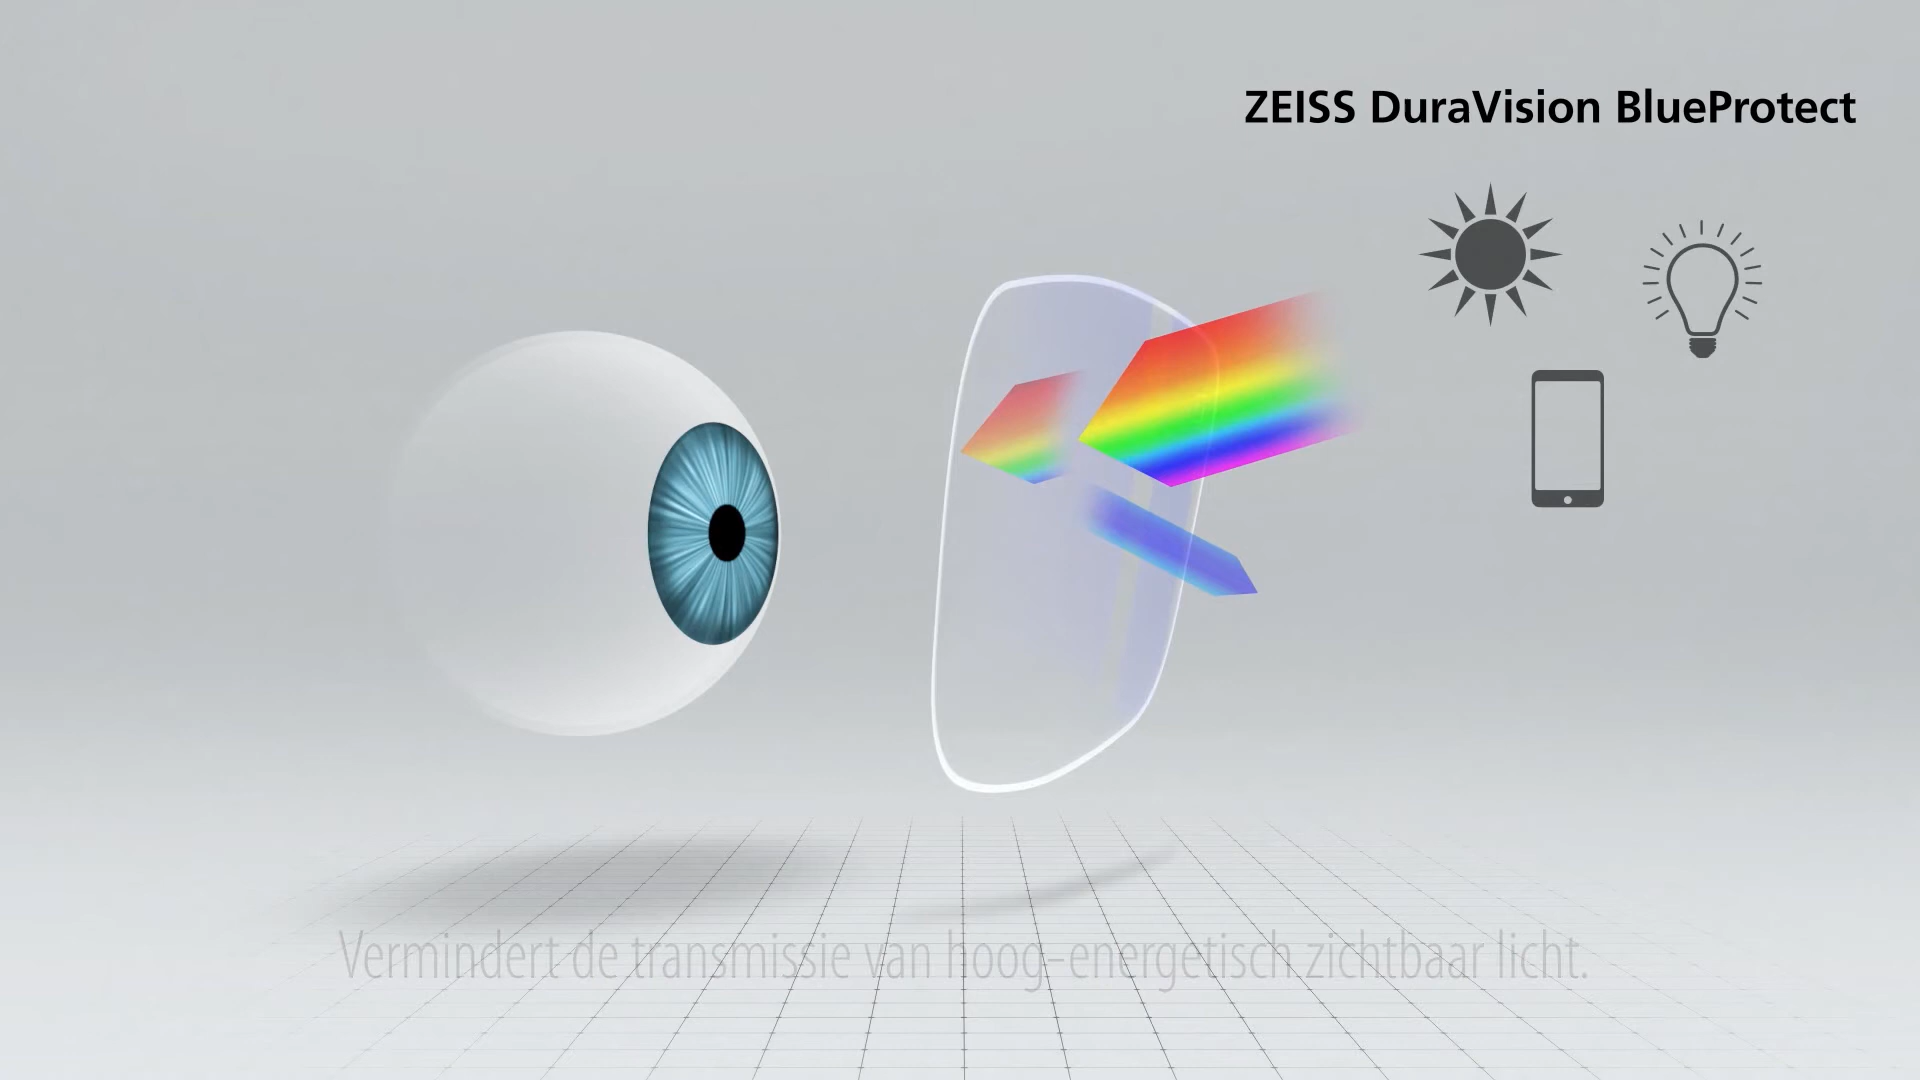 ZEISS DuraVision BlueProtect
Vermindert de transmissie van hoog-energetisch zichtbaar licht.